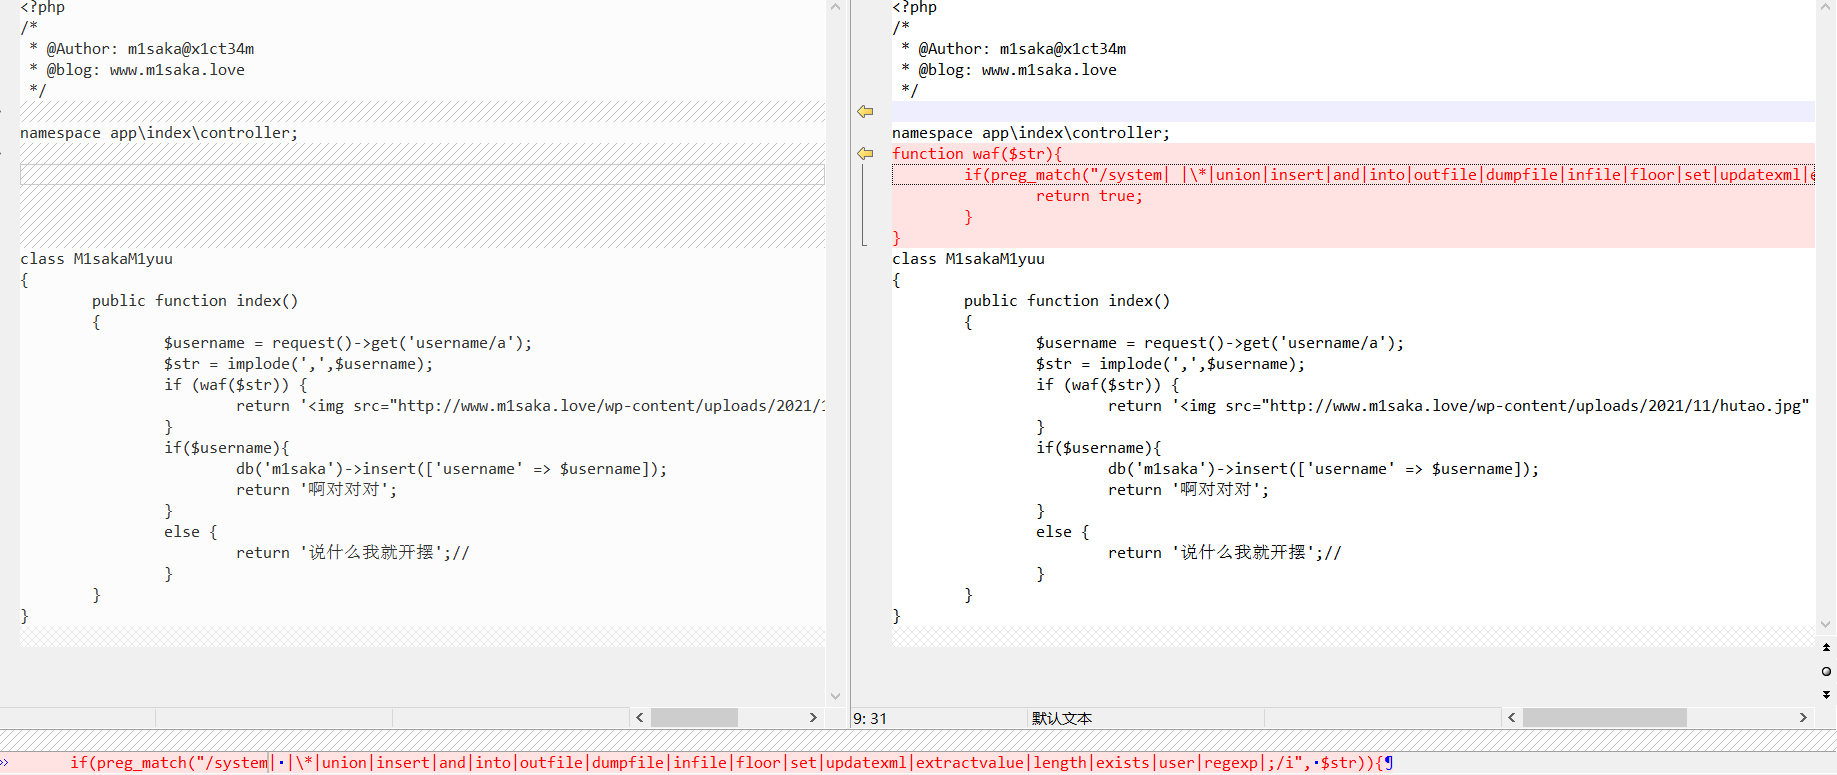 <?php
/*
 * @Author: m1saka@x1ct34m
 * @blog: www.m1saka.love
 */
namespace app\index\controller;
class M1sakaM1yuu
{
        public function index()
        {
                $username = request()->get('username/a');
                $str = implode(',',$username);
                if (waf($str)) {
                        return '<img src="http://www.m1saka.love/wp-content/uploads/2021/1
                }
                if($username){
                        db('m1saka')->insert(['username' => $username]);
                        return '啊对对对';
                }
                else {
                        return '说什么我就开摆';//
                }
        }
}
<?php
/*
 * @Author: m1saka@x1ct34m
 * @blog: www.m1saka.love
 */
namespace app\index\controller;
function waf($str){
        if(preg_match("/system| |\*|union|insert|and|into|outfile|dumpfile|infile|floor|set|updatexml|e
                return true;
        }
}
class M1sakaM1yuu
{
        public function index()
        {
                $username = request()->get('username/a');
                $str = implode(',',$username);
                if (waf($str)) {
                        return '<img src="http://www.m1saka.love/wp-content/uploads/2021/11/hutao.jpg"
                }
                if($username){
                        db('m1saka')->insert(['username' => $username]);
                        return '啊对对对';
                }
                else {
                        return '说什么我就开摆';//
                }
        }
}
9: 31 默认文本
if(preg_match("/system|·|\*|union|insert|and|into|outfile|dumpfile|infile|floor|set|updatexml|extractvalue|length|exists|user|regexp|;/i",·$str)){¶